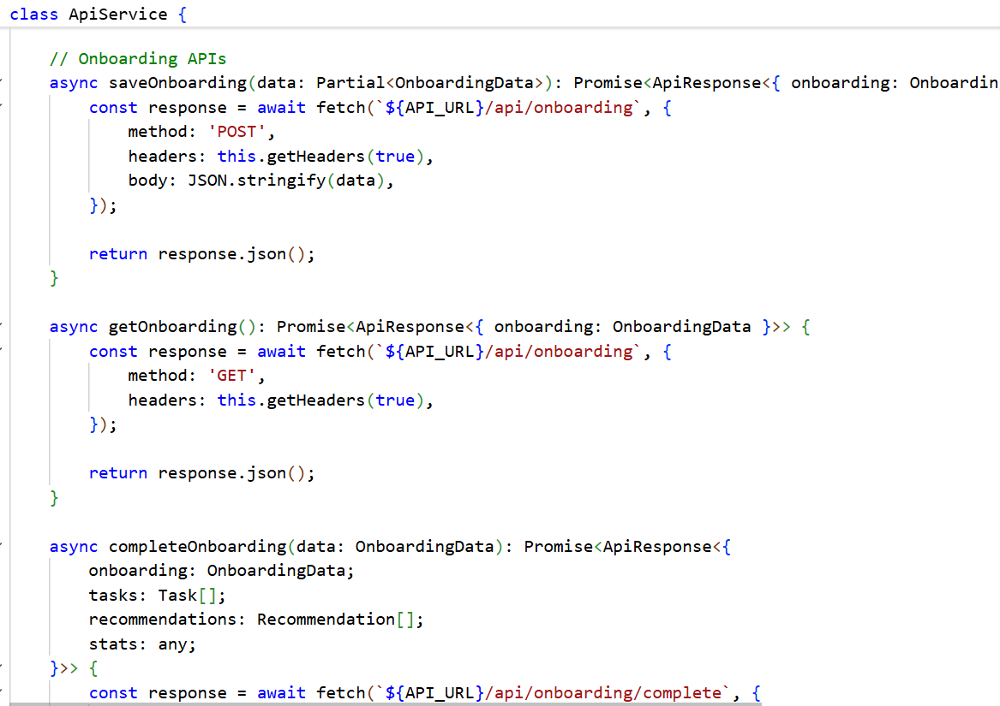 class ApiService {
// Onboarding APIs
async saveOnboarding(data: Partial<OnboardingData>): Promise<ApiResponse<{ onboarding: Onboardin
const response = await fetch(`${API_URL}/api/onboarding`, {
method: 'POST',
headers: this.getHeaders(true),
body: JSON.stringify(data),
});
return response.json();
}
async getOnboarding(): Promise<ApiResponse<{ onboarding: OnboardingData }>> {
const response = await fetch(`${API_URL}/api/onboarding`, {
method: 'GET',
headers: this.getHeaders(true),
});
return response.json();
}
async completeOnboarding(data: OnboardingData): Promise<ApiResponse<{
onboarding: OnboardingData;
tasks: Task[];
recommendations: Recommendation[];
stats: any;
}>> {
const response = await fetch(`${API_URL}/api/onboarding/complete`, {